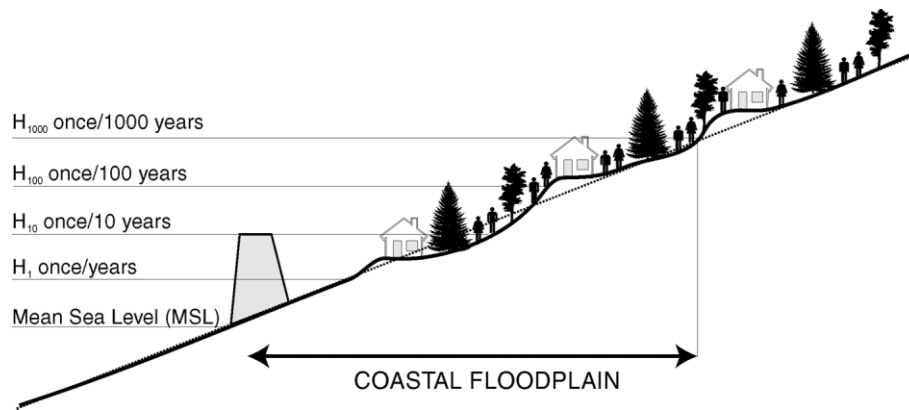 H1000 once/1000 years
H100 once/100 years
H10 once/10 years
H1 once/years
Mean Sea Level (MSL)
COASTAL FLOODPLAIN